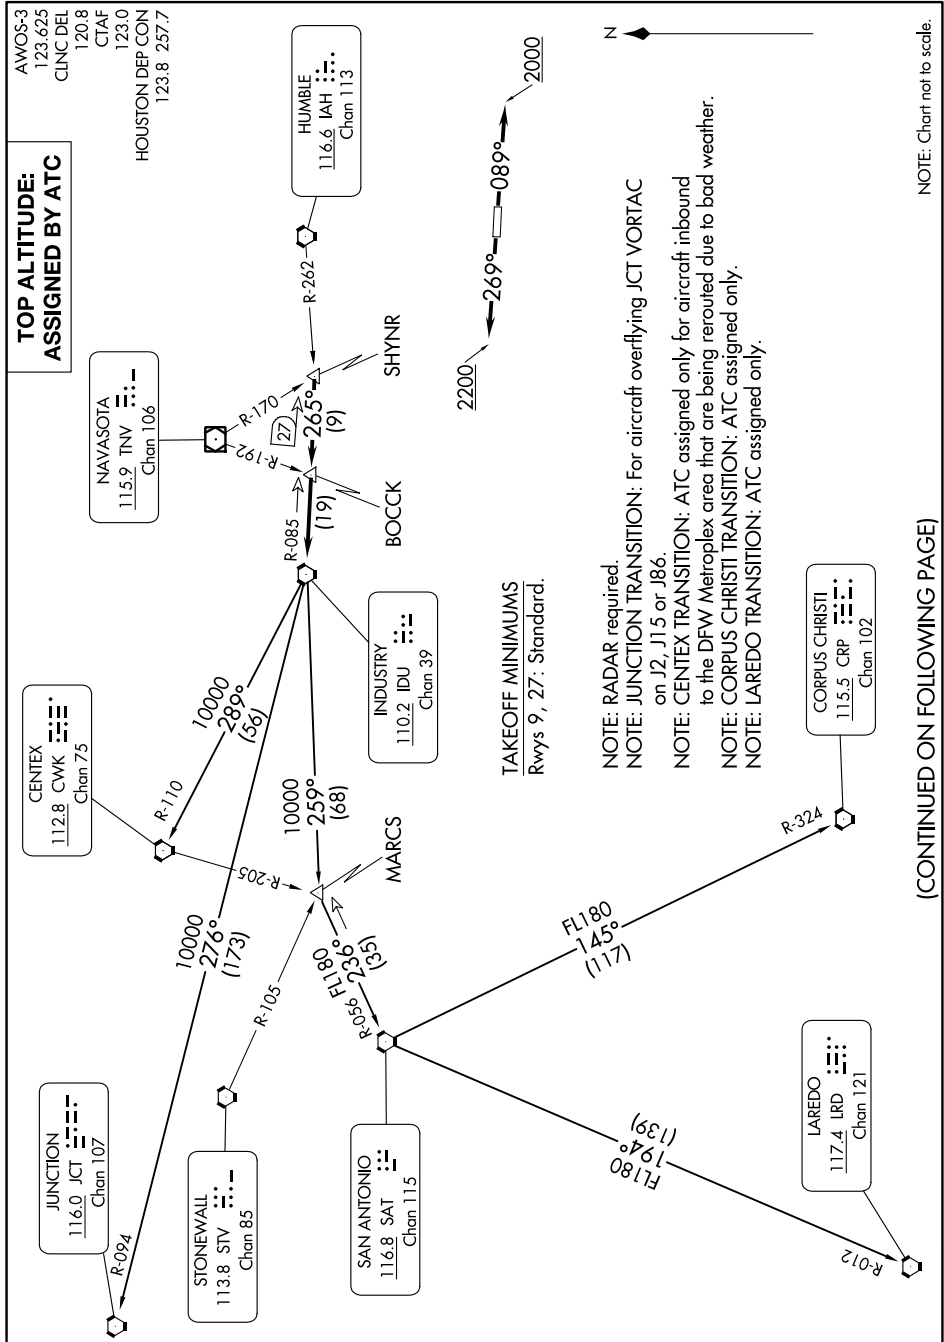 TOP ALTITUDE:
ASSIGNED BY ATC
AWOS-3
123.625
CLNC DEL
120.8
CTAF
123.0
HOUSTON DEP CON
123.8 257.7
JUNCTION
116.0 JCT
Chan 107
R-094
10000
276°
(173)
CENTEX
112.8 CWK
Chan 75
R-110
10000
289°
(56)
R-205
NAVASOTA
115.9 TNV
Chan 106
R-192
R-170
HUMBLE
116.6 IAH
Chan 113
R-262
STONEWALL
113.8 STV
Chan 85
R-105
10000
259°
(68)
MARCS
INDUSTRY
110.2 IDU
Chan 39
R-085
(19)
BOCCK
27
265°
(9)
SHYNR
SAN ANTONIO
116.8 SAT
Chan 115
R-056
FL180
236°
(35)
2200
269°
089°
2000
N
TAKEOFF MINIMUMS
Rwys 9, 27: Standard.
FL180
145°
(117)
R-324
FL180
194°
(139)
R-012
LAREDO
117.4 LRD
Chan 121
CORPUS CHRISTI
115.5 CRP
Chan 102
NOTE: RADAR required.
NOTE: JUNCTION TRANSITION: For aircraft overflying JCT VORTAC
on J2, J15 or J86.
NOTE: CENTEX TRANSITION: ATC assigned only for aircraft inbound
to the DFW Metroplex area that are being rerouted due to bad weather.
NOTE: CORPUS CHRISTI TRANSITION: ATC assigned only.
NOTE: LAREDO TRANSITION: ATC assigned only.
(CONTINUED ON FOLLOWING PAGE)
NOTE: Chart not to scale.